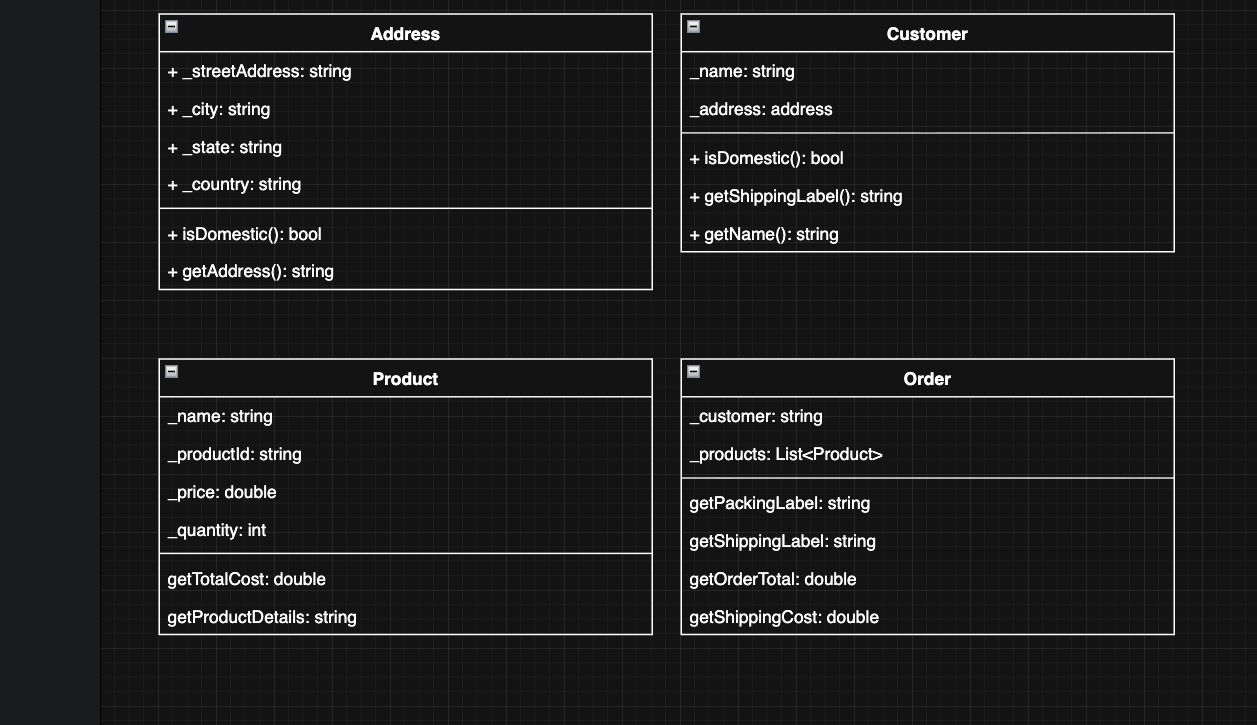 Address
+ _streetAddress: string
+ _city: string
+ _state: string
+ _country: string
+ isDomestic(): bool
+ getAddress(): string
Customer
_name: string
_address: address
+ isDomestic(): bool
+ getShippingLabel(): string
+ getName(): string
Product
_name: string
_productId: string
_price: double
_quantity: int
getTotalCost: double
getProductDetails: string
Order
_customer: string
_products: List<Product>
getPackingLabel: string
getShippingLabel: string
getOrderTotal: double
getShippingCost: double